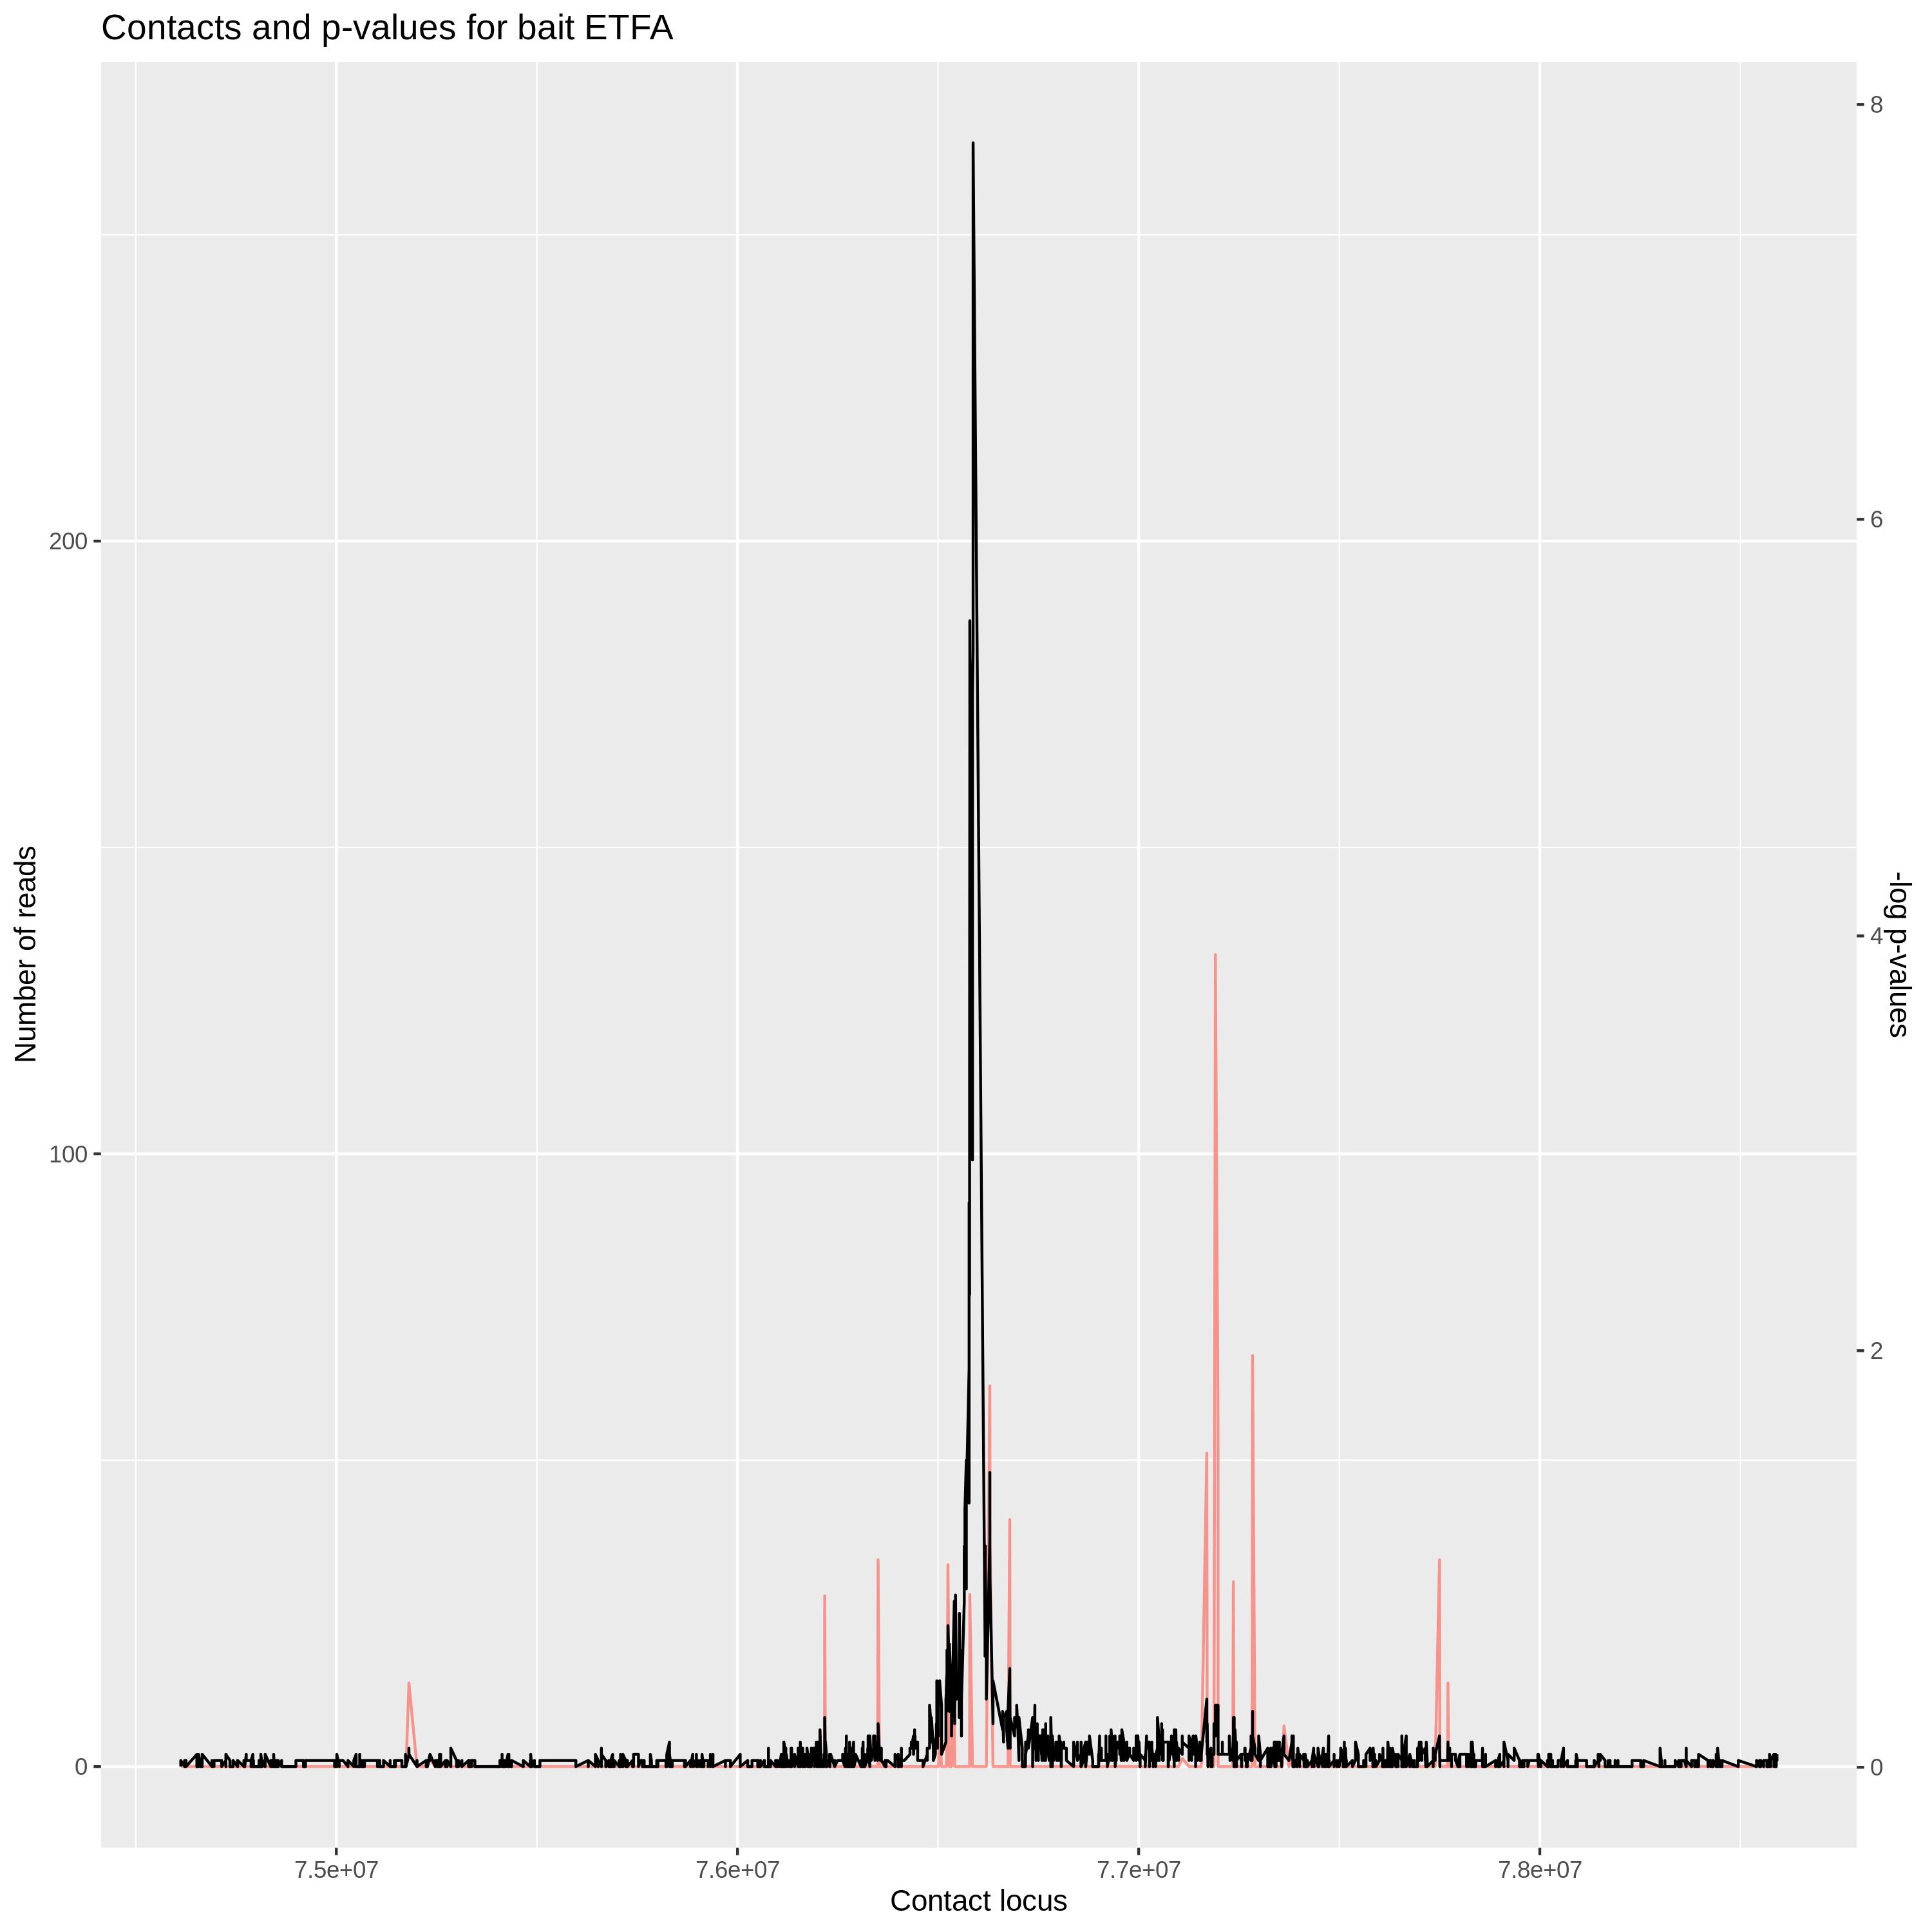 Contacts and p-values for bait ETFA
Number of reads
200
100
0
8
6
4
2
0
-log p-values
7.5e+07
7.6e+07
7.7e+07
7.8e+07
Contact locus